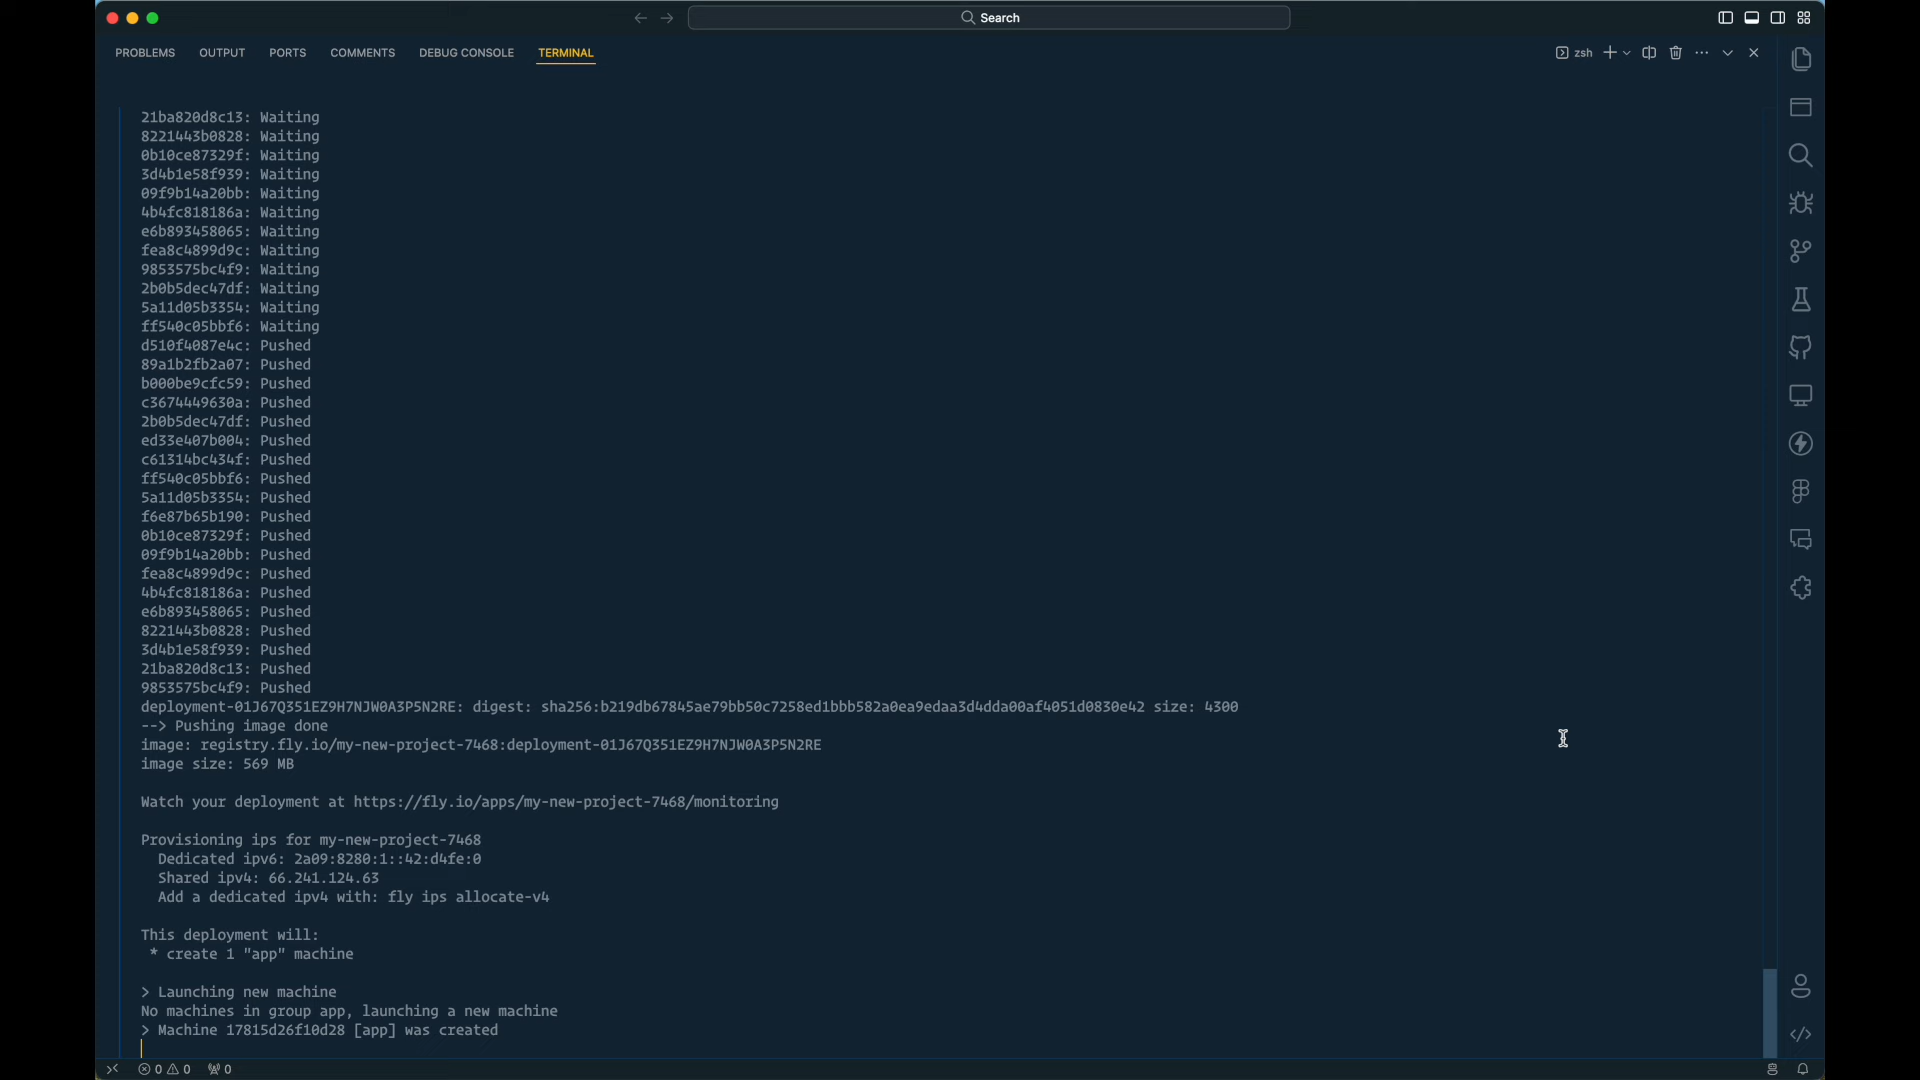 Search
PROBLEMS OUTPUT PORTS COMMENTS DEBUG CONSOLE TERMINAL
zsh
21ba820d8c13: Waiting
8221443b0828: Waiting
0b10ce87329f: Waiting
3d4b1e58f939: Waiting
09f9b14a20bb: Waiting
4b4fc818186a: Waiting
e6b893458065: Waiting
fea8c4899d9c: Waiting
9853575bc4f9: Waiting
2b0b5dec47df: Waiting
5a11d05b3354: Waiting
ff540c05bbf6: Waiting
d510f4087e4c: Pushed
89a1b2fb2a07: Pushed
b000be9cfc59: Pushed
c3674449630a: Pushed
2b0b5dec47df: Pushed
ed33e407b004: Pushed
c61314bc434f: Pushed
ff540c05bbf6: Pushed
5a11d05b3354: Pushed
f6e87b65b190: Pushed
0b10ce87329f: Pushed
09f9b14a20bb: Pushed
fea8c4899d9c: Pushed
4b4fc818186a: Pushed
e6b893458065: Pushed
8221443b0828: Pushed
3d4b1e58f939: Pushed
21ba820d8c13: Pushed
9853575bc4f9: Pushed
deployment-01J67Q351EZ9H7NJW0A3P5N2RE: digest: sha256:b219db67845ae79bb50c7258ed1bbb582a0ea9edaa3d4dda00af4051d0830e42 size: 4300
--> Pushing image done
image: registry.fly.io/my-new-project-7468:deployment-01J67Q351EZ9H7NJW0A3P5N2RE
image size: 569 MB
Watch your deployment at https://fly.io/apps/my-new-project-7468/monitoring
Provisioning ips for my-new-project-7468
Dedicated ipv6: 2a09:8280:1::42:d4fe:0
Shared ipv4: 66.241.124.63
Add a dedicated ipv4 with: fly ips allocate-v4
This deployment will:
* create 1 "app" machine
> Launching new machine
No machines in group app, launching a new machine
> Machine 17815d26f10d28 [app] was created
0 0 0